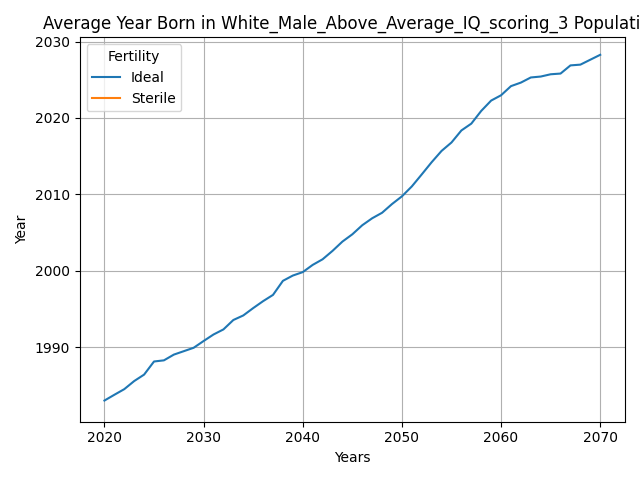 Average Year Born in White_Male_Above_Average_IQ_scoring_3 Populati
Fertility
Ideal
Sterile
2030
2020
2010
2000
1990
Year
2020 2030 2040 2050 2060 2070
Years